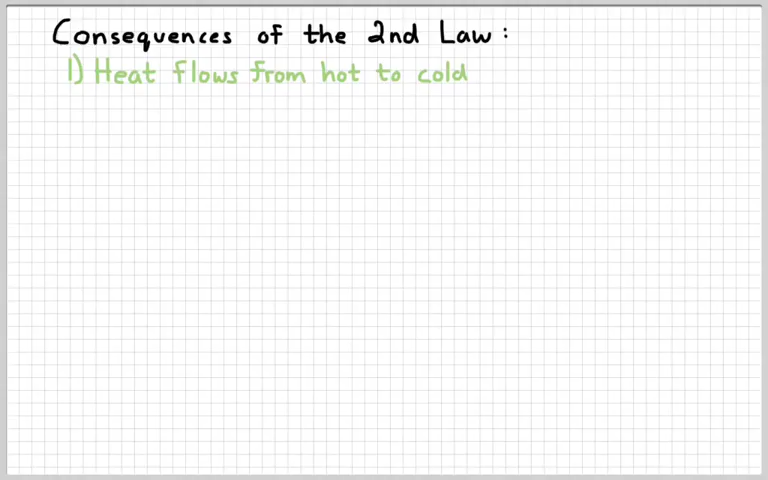 Consequences of the 2nd Law :
1) Heat flows from hot to cold